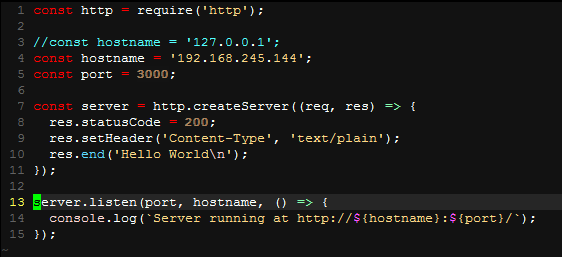 1 const http = require('http');
2
3 //const hostname = '127.0.0.1';
4 const hostname = '192.168.245.144';
5 const port = 3000;
6
7 const server = http.createServer((req, res) => {
8   res.statusCode = 200;
9   res.setHeader('Content-Type', 'text/plain');
10   res.end('Hello World\n');
11 });
12
13 server.listen(port, hostname, () => {
14   console.log(`Server running at http://${hostname}:${port}/`);
15 });
~